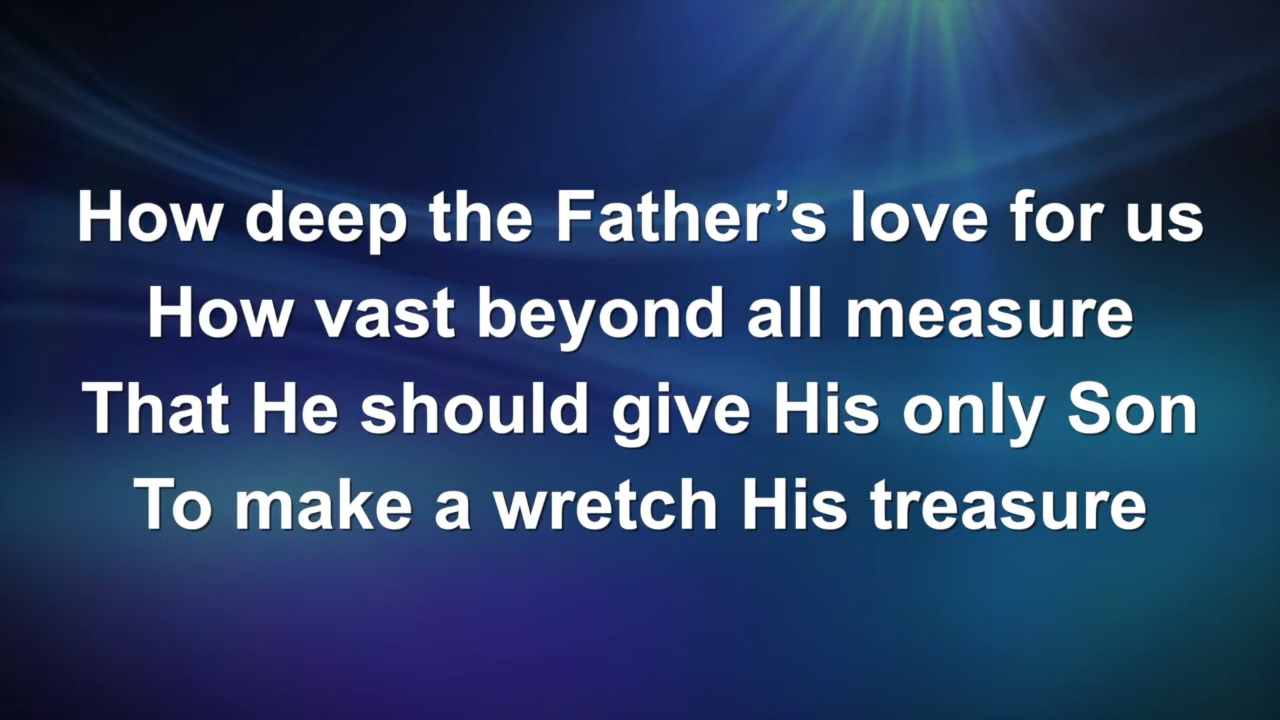 How deep the Father’s love for us
How vast beyond all measure
That He should give His only Son
To make a wretch His treasure